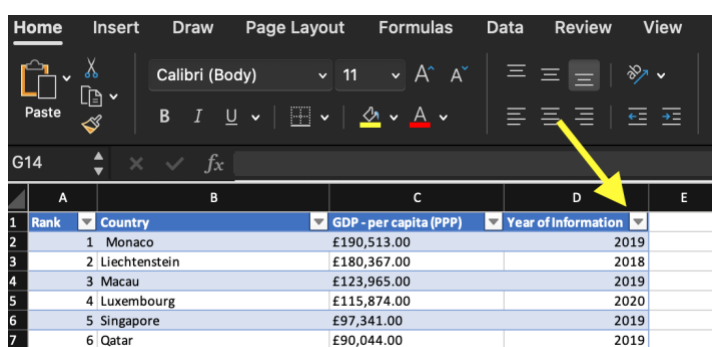 Home Insert Draw Page Layout Formulas Data Review View
Calibri (Body) 11 A A
Paste B I U A
G14 fx
A B C D E
1 Rank Country GDP - per capita (PPP) Year of Information
2 1 Monaco £190,513.00 2019
3 2 Liechtenstein £180,367.00 2018
4 3 Macau £123,965.00 2019
5 4 Luxembourg £115,874.00 2020
6 5 Singapore £97,341.00 2019
7 6 Qatar £90,044.00 2019